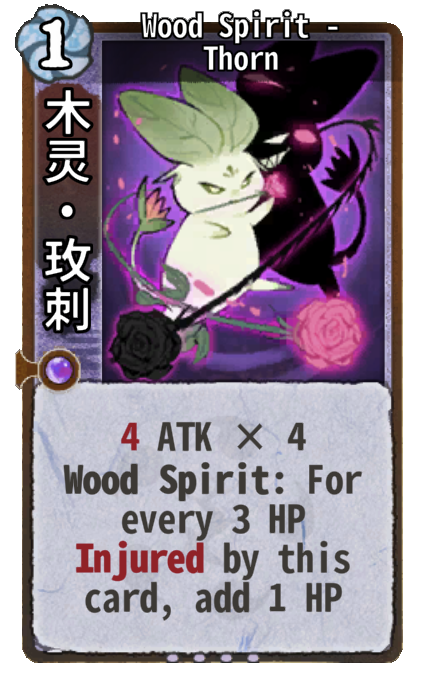 1
Wood Spirit -
Thorn
木灵・玫刺
4 ATK × 4
Wood Spirit: For
every 3 HP
Injured by this
card, add 1 HP